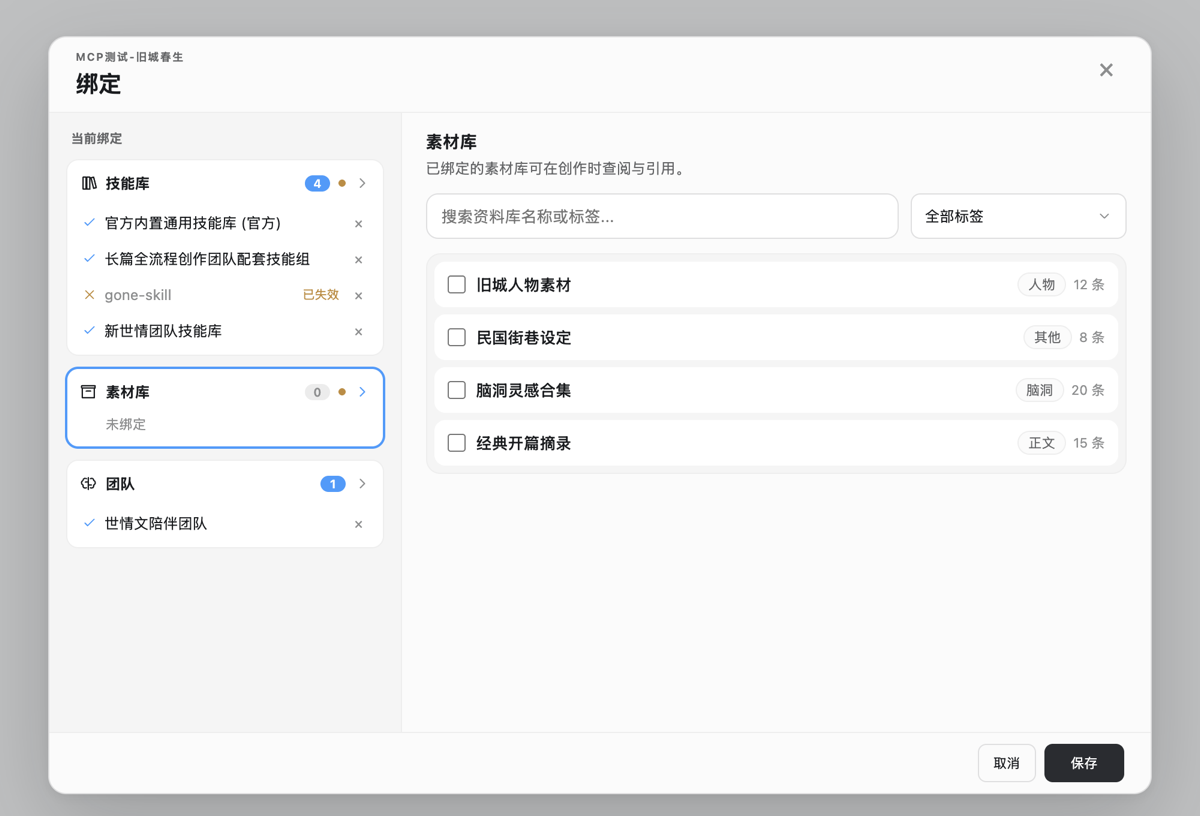 MCP测试-旧城春生
绑定
当前绑定
技能库 4
官方内置通用技能库 (官方)
长篇全流程创作团队配套技能组
gone-skill 已失效
新世情团队技能库
素材库 0
未绑定
团队 1
世情文陪伴团队
素材库
已绑定的素材库可在创作时查阅与引用。
搜索资料库名称或标签...
全部标签
旧城人物素材 人物 12 条
民国街巷设定 其他 8 条
脑洞灵感合集 脑洞 20 条
经典开篇摘录 正文 15 条
取消 保存